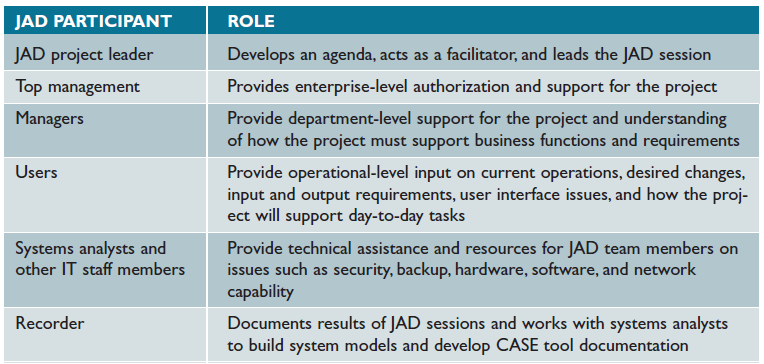 JAD PARTICIPANT ROLE
JAD project leader Develops an agenda, acts as a facilitator, and leads the JAD session
Top management Provides enterprise-level authorization and support for the project
Managers Provide department-level support for the project and understanding
of how the project must support business functions and requirements
Users Provide operational-level input on current operations, desired changes,
input and output requirements, user interface issues, and how the proj-
ect will support day-to-day tasks
Systems analysts and Provide technical assistance and resources for JAD team members on
other IT staff members issues such as security, backup, hardware, software, and network
capability
Recorder Documents results of JAD sessions and works with systems analysts
to build system models and develop CASE tool documentation